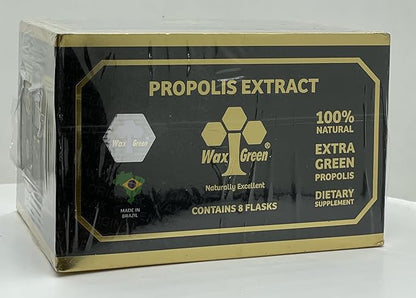 PROPOLIS EXTRACT
Wax Green®
MADE IN
BRAZIL
Wax Green®
Naturally Excellent
CONTAINS 8 FLASKS
100%
NATURAL
EXTRA
GREEN
PROPOLIS
DIETARY
SUPPLEMENT